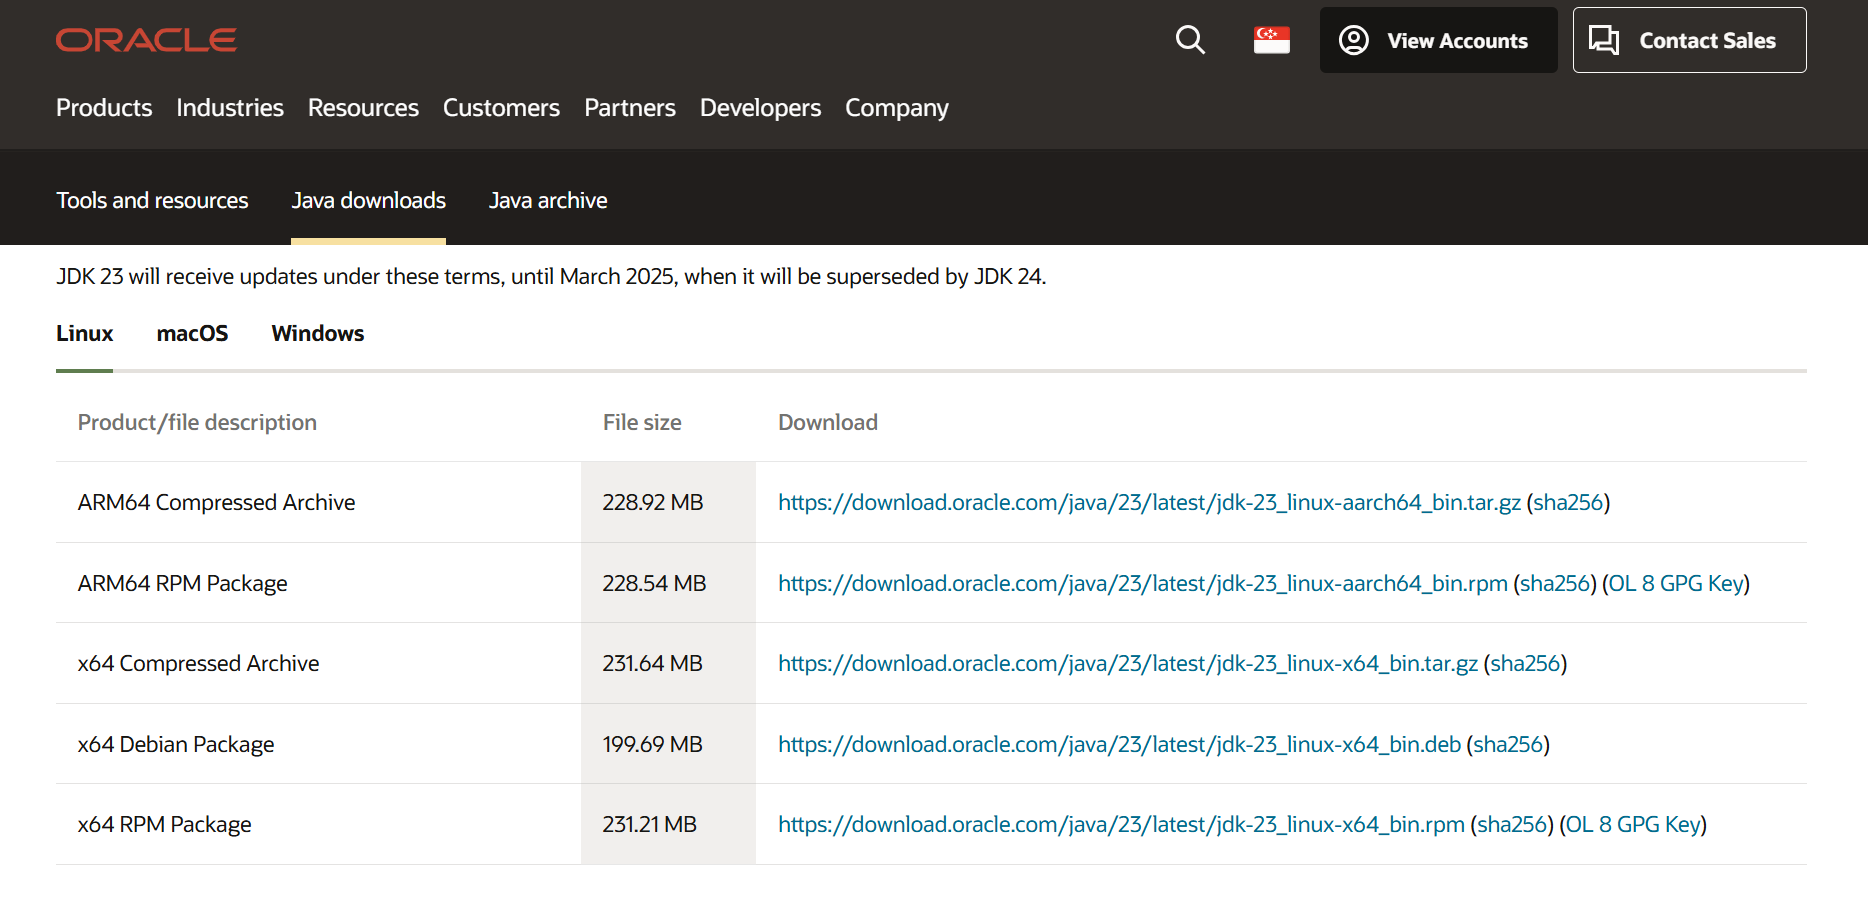 ORACLE
View Accounts
Contact Sales
Products Industries Resources Customers Partners Developers Company
Tools and resources Java downloads Java archive
JDK 23 will receive updates under these terms, until March 2025, when it will be superseded by JDK 24.
Linux macOS Windows
Product/file description File size Download
ARM64 Compressed Archive 228.92 MB https://download.oracle.com/java/23/latest/jdk-23_linux-aarch64_bin.tar.gz (sha256)
ARM64 RPM Package 228.54 MB https://download.oracle.com/java/23/latest/jdk-23_linux-aarch64_bin.rpm (sha256) (OL 8 GPG Key)
x64 Compressed Archive 231.64 MB https://download.oracle.com/java/23/latest/jdk-23_linux-x64_bin.tar.gz (sha256)
x64 Debian Package 199.69 MB https://download.oracle.com/java/23/latest/jdk-23_linux-x64_bin.deb (sha256)
x64 RPM Package 231.21 MB https://download.oracle.com/java/23/latest/jdk-23_linux-x64_bin.rpm (sha256) (OL 8 GPG Key)